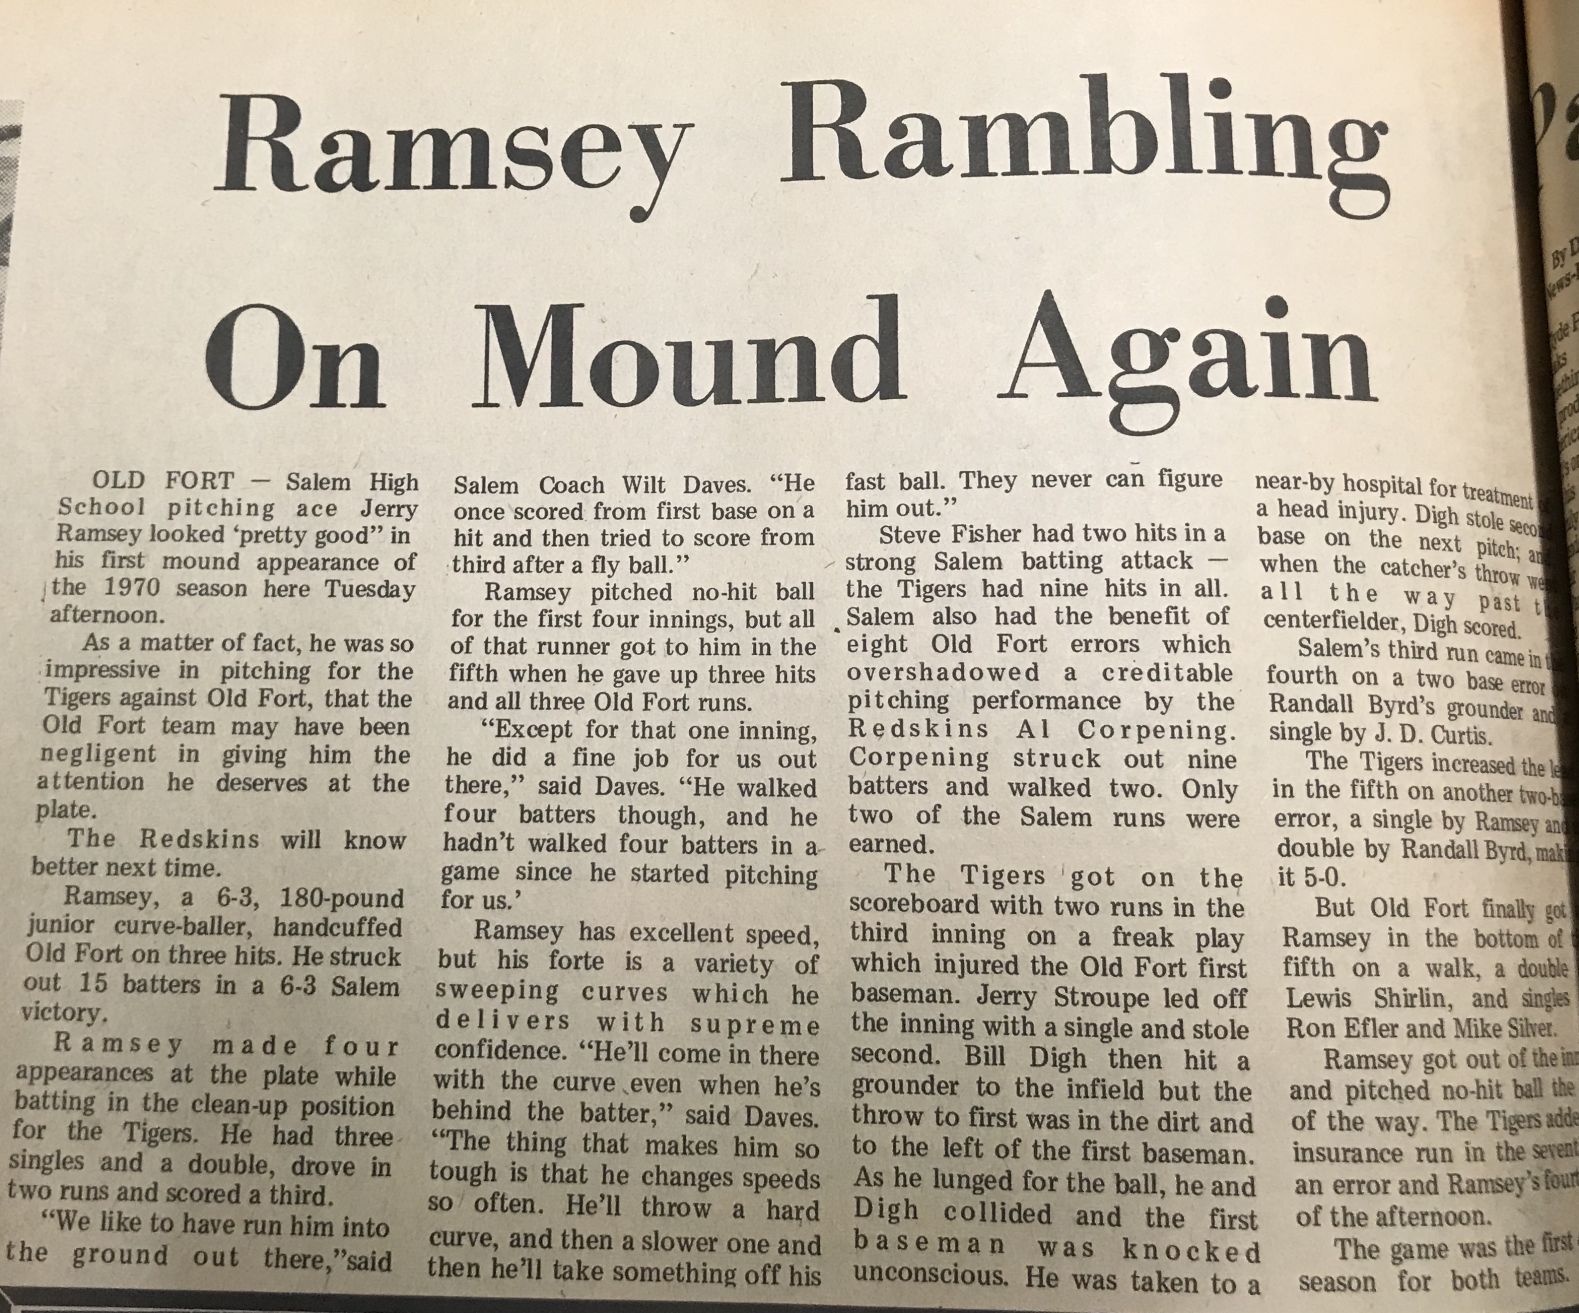 Ramsey Rambling
On Mound Again
OLD FORT — Salem High
School pitching ace Jerry
Ramsey looked ‘pretty good” in
his first mound appearance of
the 1970 season here Tuesday
afternoon.
As a matter of fact, he was so
impressive in pitching for the
Tigers against Old Fort, that the
Old Fort team may have been
negligent in giving him the
attention he deserves at the
plate.
The Redskins will know
better next time.
Ramsey, a 6-3, 180-pound
junior curve-baller, handcuffed
Old Fort on three hits. He struck
out 15 batters in a 6-3 Salem
victory.
Ramsey made four
appearances at the plate while
batting in the clean-up position
for the Tigers. He had three
singles and a double, drove in
two runs and scored a third.
“We like to have run him into
the ground out there,”said
Salem Coach Wilt Daves. “He
once scored from first base on a
hit and then tried to score from
third after a fly ball.”
Ramsey pitched no-hit ball
for the first four innings, but all
of that runner got to him in the
fifth when he gave up three hits
and all three Old Fort runs.
“Except for that one inning,
he did a fine job for us out
there,” said Daves. “He walked
four batters though, and he
hadn’t walked four batters in a
game since he started pitching
for us.’
Ramsey has excellent speed,
but his forte is a variety of
sweeping curves which he
delivers with supreme
confidence. “He’ll come in there
with the curve even when he’s
behind the batter,” said Daves.
“The thing that makes him so
tough is that he changes speeds
so often. He’ll throw a hard
curve, and then a slower one and
then he’ll take something off his
fast ball. They never can figure
him out.”
Steve Fisher had two hits in a
strong Salem batting attack —
the Tigers had nine hits in all.
Salem also had the benefit of
eight Old Fort errors which
overshadowed a creditable
pitching performance by the
Redskins Al Corpening.
Corpening struck out nine
batters and walked two. Only
two of the Salem runs were
earned.
The Tigers got on the
scoreboard with two runs in the
third inning on a freak play
which injured the Old Fort first
baseman. Jerry Stroupe led off
the inning with a single and stole
second. Bill Digh then hit a
grounder to the infield but the
throw to first was in the dirt and
to the left of the first baseman.
As he lunged for the ball, he and
Digh collided and the first
baseman was knocked
unconscious. He was taken to a
near-by hospital for treatment
a head injury. Digh stole
base on the next pitch;
when the catcher’s throw
all the way past
centerfielder, Digh scored.
Salem’s third run came in
fourth on a two base error
Randall Byrd’s grounder and
single by J. D. Curtis.
The Tigers increased the
in the fifth on another
error, a single by Ramsey
double by Randall Byrd,
it 5-0.
But Old Fort finally got
Ramsey in the bottom of
fifth on a walk, a double
Lewis Shirlin, and singles
Ron Efler and Mike Silver.
Ramsey got out of the
and pitched no-hit ball the
of the way. The Tigers
insurance run in the
an error and Ramsey’s
of the afternoon.
The game was the first
season for both teams.